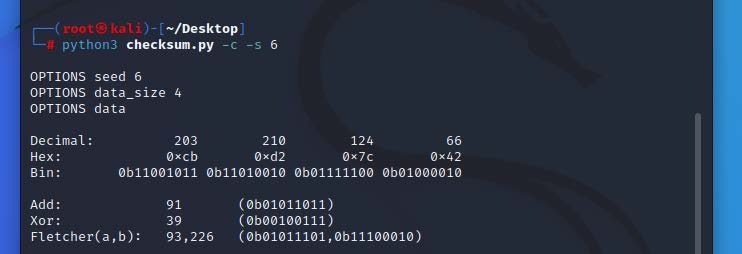 ┌──(root㉿kali)-[~/Desktop]
└─# python3 checksum.py -c -s 6
OPTIONS seed 6
OPTIONS data_size 4
OPTIONS data
Decimal: 203 210 124 66
Hex: 0×cb 0×d2 0×7c 0×42
Bin: 0b11001011 0b11010010 0b01111100 0b01000010
Add: 91 (0b01011011)
Xor: 39 (0b00100111)
Fletcher(a,b): 93,226 (0b01011101,0b11100010)